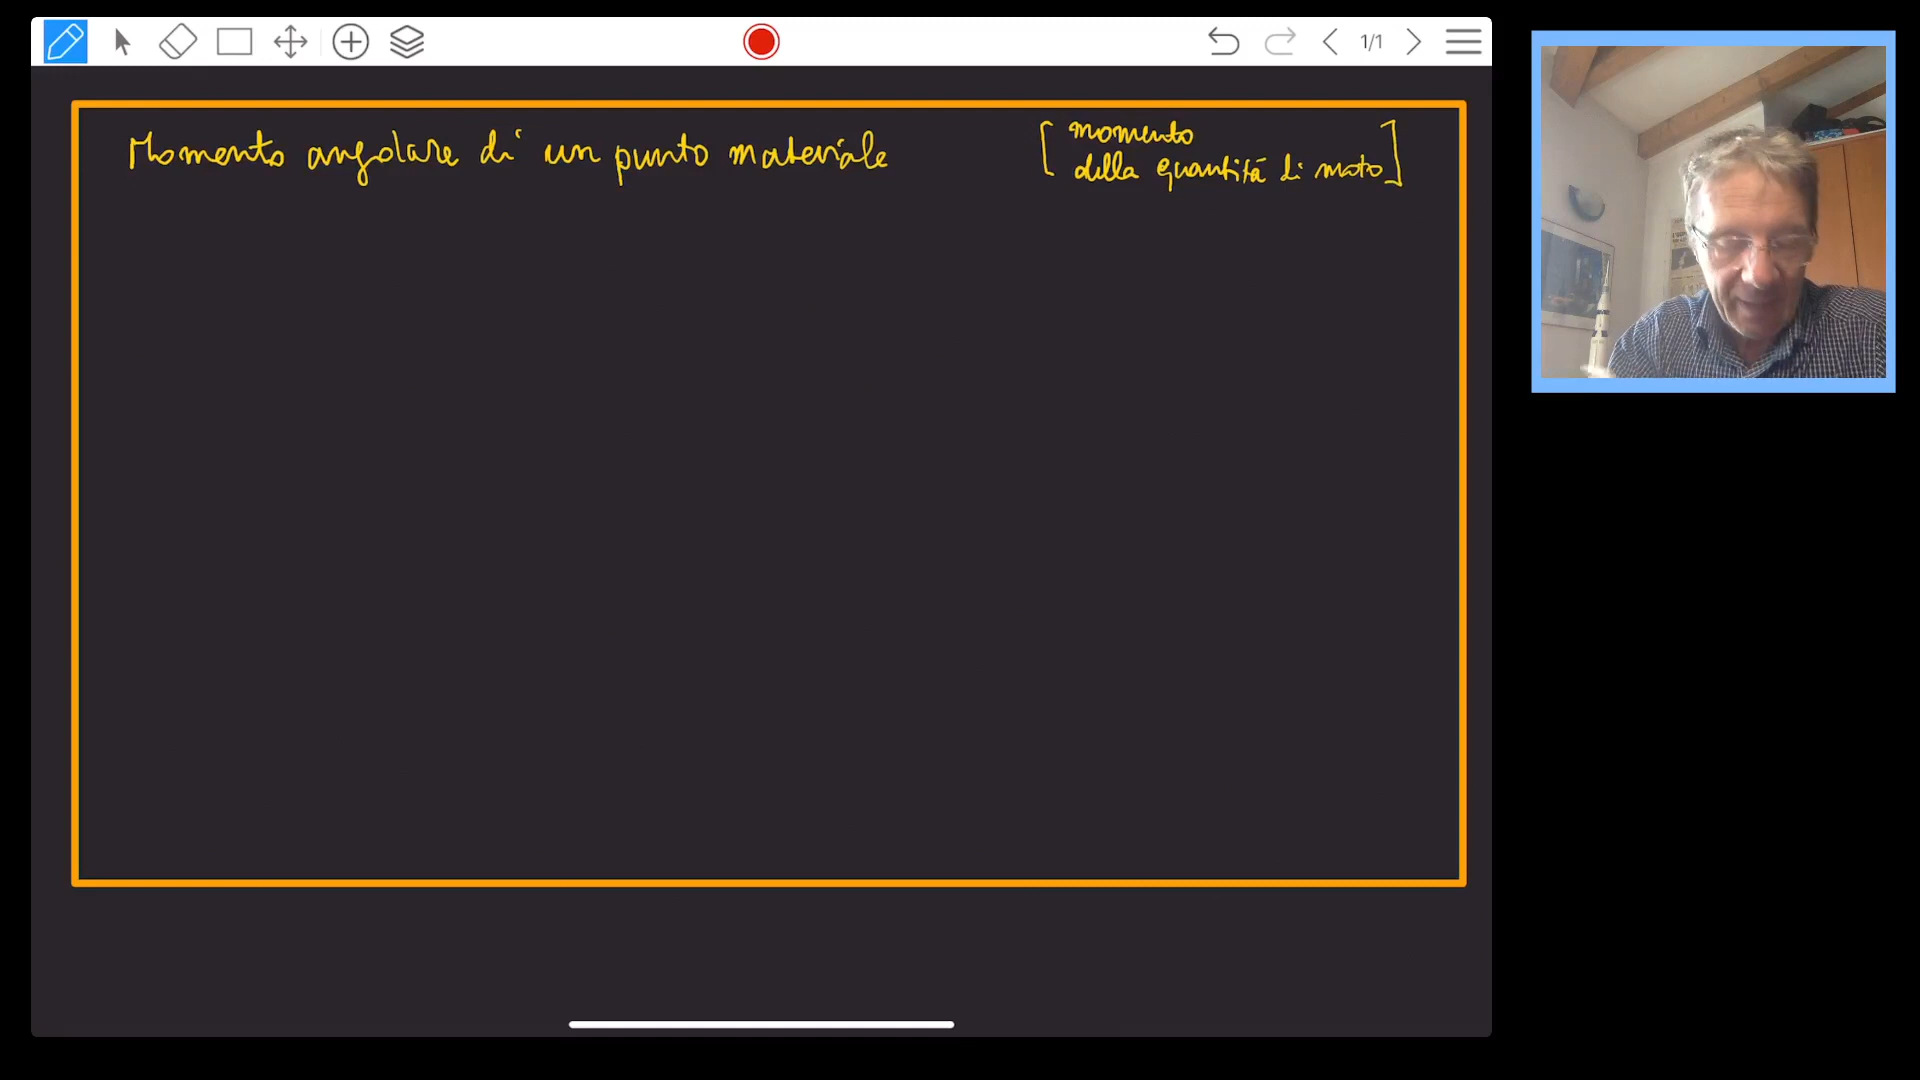 1/1
Momento angolare di un punto materiale
[momento
della quantità di moto]